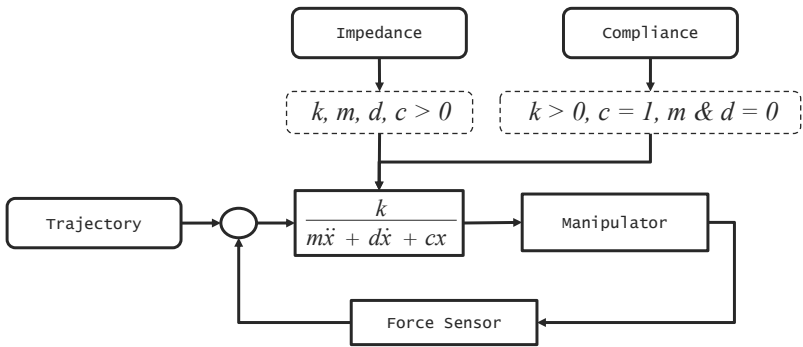 Impedance
Compliance
k, m, d, c > 0
k > 0, c = 1, m & d = 0
Trajectory
k
mẍ + dẋ + cx
Manipulator
Force Sensor